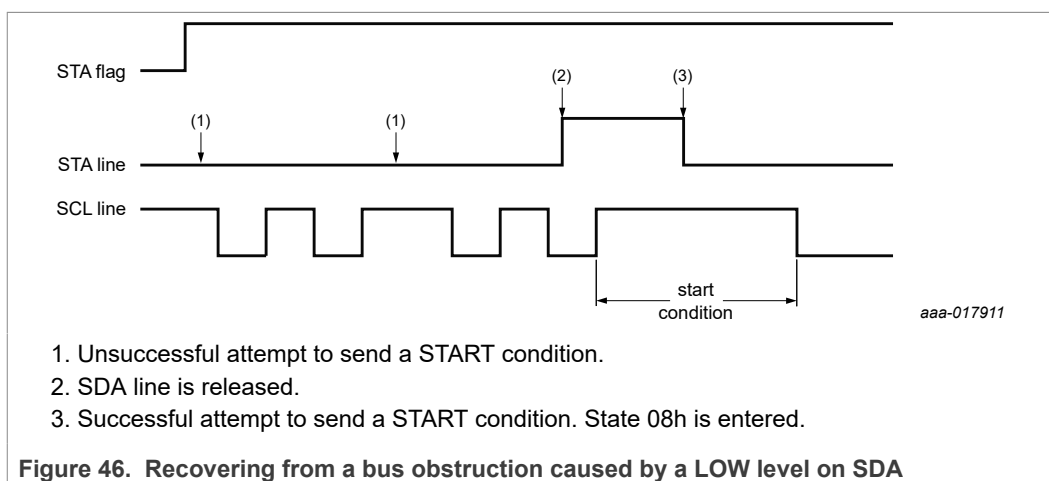 STA flag
(1)
(1)
(2)
(3)
STA line
SCL line
start
condition
aaa-017911
1. Unsuccessful attempt to send a START condition.
2. SDA line is released.
3. Successful attempt to send a START condition. State 08h is entered.
Figure 46. Recovering from a bus obstruction caused by a LOW level on SDA